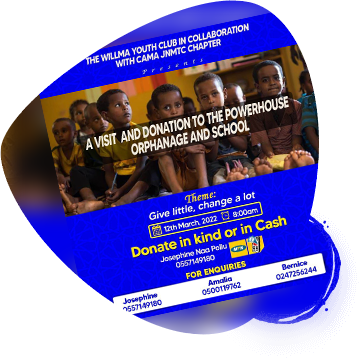 THE WILLMA YOUTH CLUB IN COLLABORATION
WITH CAMA JNMTC CHAPTER
Presents
A VISIT AND DONATION TO THE POWERHOUSE
ORPHANAGE AND SCHOOL
Theme:
Give little, change a lot
12th March, 2022 8:00am
Donate in kind or in Cash
Josephine Naa Pollu
0557149180
FOR ENQUIRIES
Josephine
0557149180
Amalia
0500119762
Bernice
0247256244